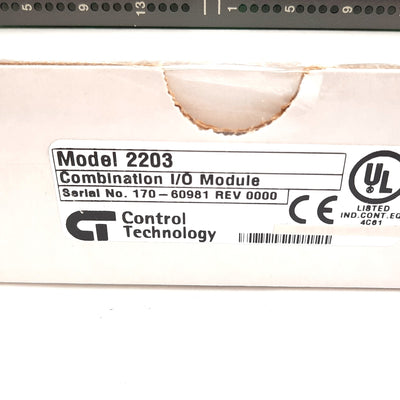 5 9 13 1 5 9
Model 2203
Combination I/O Module
Serial No. 170-60981 REV 0000
CT Control
Technology
CE
UL
LISTED
IND.CONT.EQ
4C61